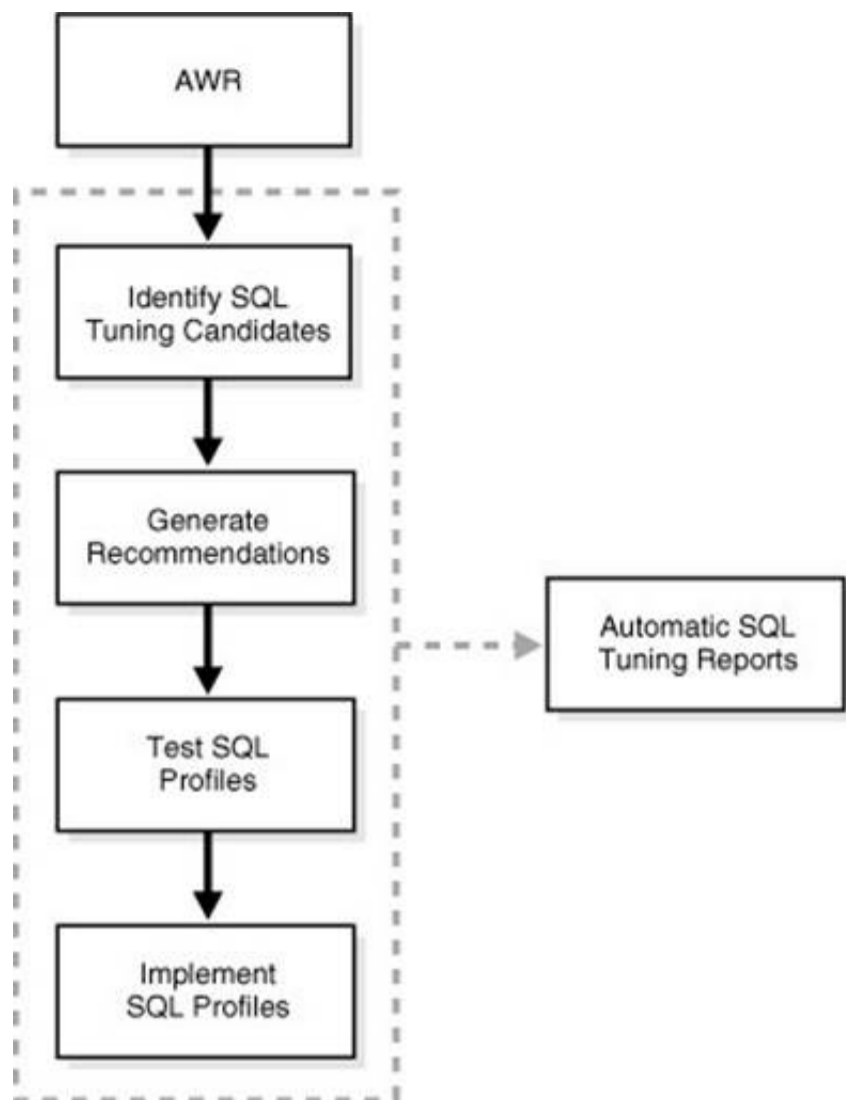 AWR
Identify SQL
Tuning Candidates
Generate
Recommendations
Automatic SQL
Tuning Reports
Test SQL
Profiles
Implement
SQL Profiles